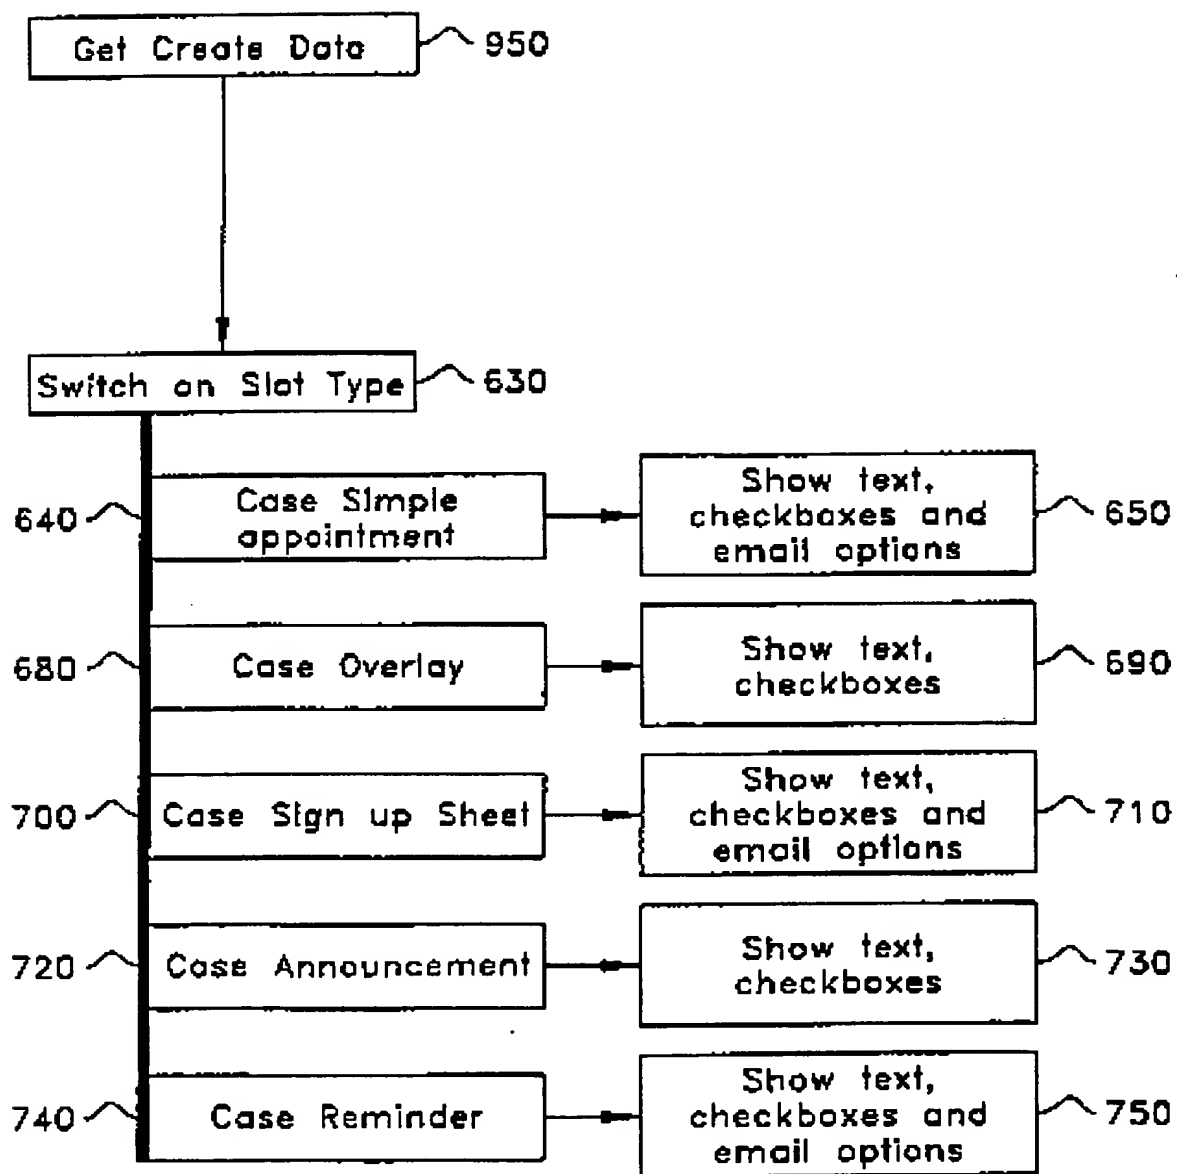 Get Create Data
950
Switch on Slot Type
630
640
Case Simple
appointment
Show text,
checkboxes and
email options
650
680
Case Overlay
Show text,
checkboxes
690
700
Case Sign up Sheet
Show text,
checkboxes and
email options
710
720
Case Announcement
Show text,
checkboxes
730
740
Case Reminder
Show text,
checkboxes and
email options
750